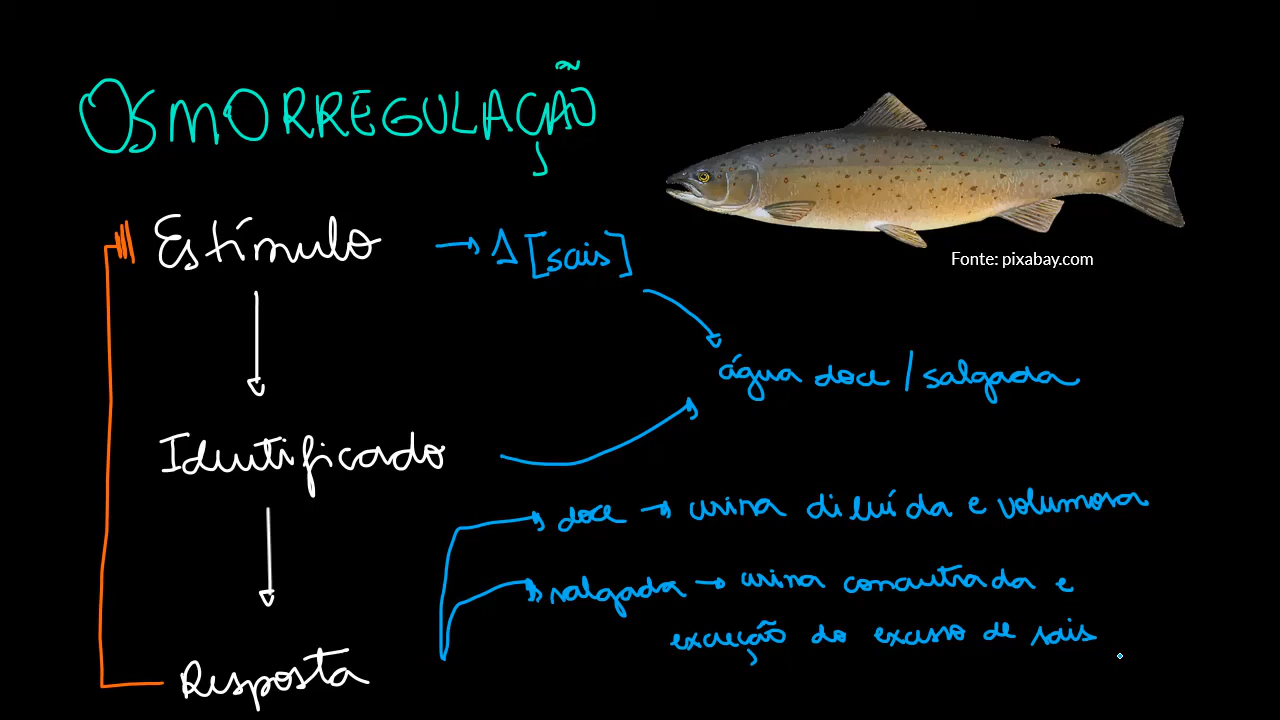 OSMORREGULAÇÃO
Estímulo → Δ [sais]
Fonte: pixabay.com
água doce / salgada
Identificado
doce → urina diluída e volumosa
salgada → urina concentrada e
excreção do excesso de sais
Resposta